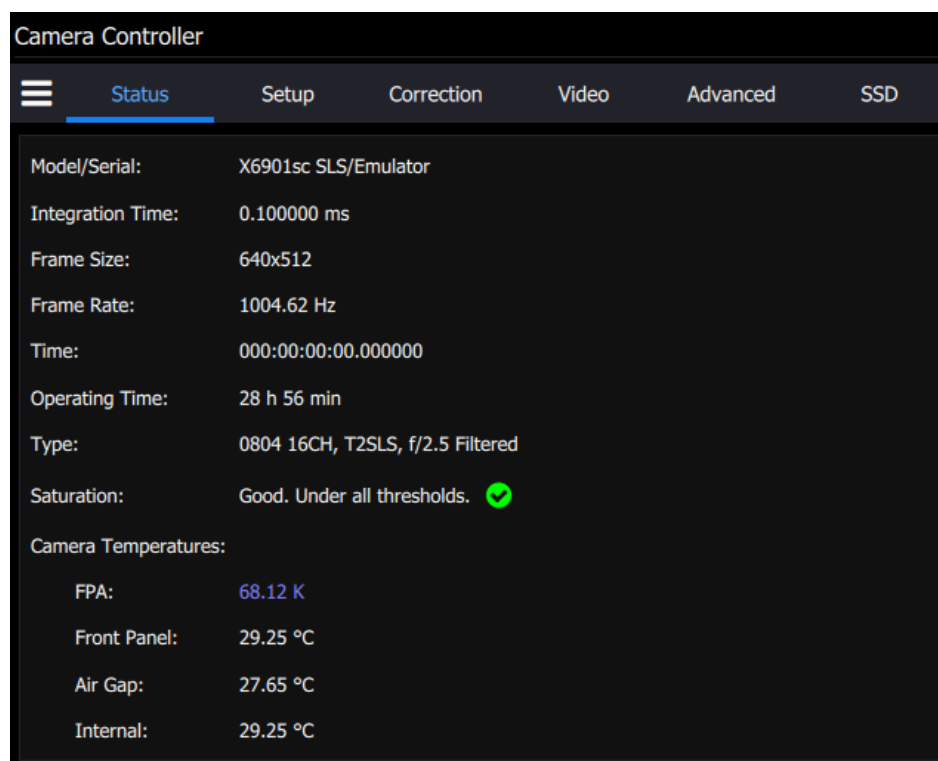 Camera Controller
Status Setup Correction Video Advanced SSD
Model/Serial: X6901sc SLS/Emulator
Integration Time: 0.100000 ms
Frame Size: 640x512
Frame Rate: 1004.62 Hz
Time: 000:00:00:00.000000
Operating Time: 28 h 56 min
Type: 0804 16CH, T2SLS, f/2.5 Filtered
Saturation: Good. Under all thresholds.
Camera Temperatures:
FPA: 68.12 K
Front Panel: 29.25 °C
Air Gap: 27.65 °C
Internal: 29.25 °C